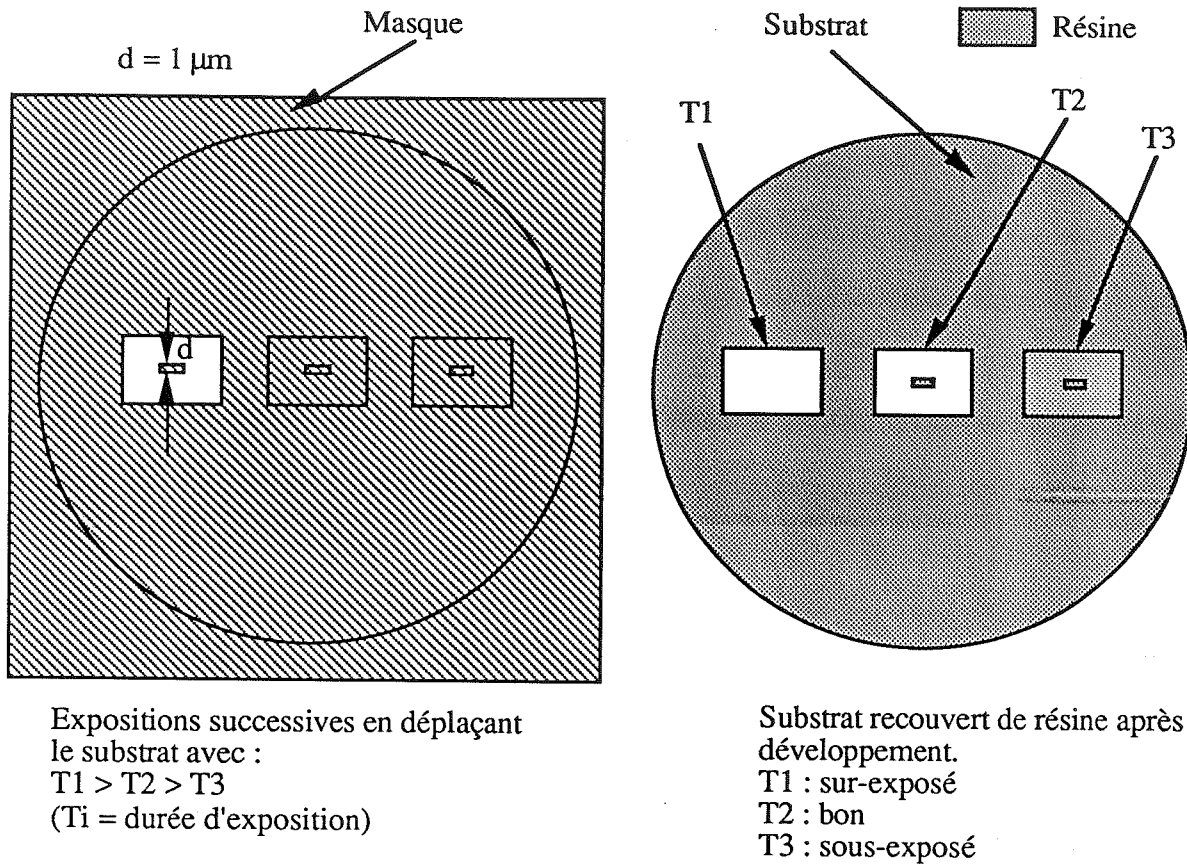 Masque
d = 1 µm
d
Expositions successives en déplaçant
le substrat avec :
T1 > T2 > T3
(Ti = durée d'exposition)
Substrat
Résine
T1
T2
T3
Substrat recouvert de résine après
développement.
T1 : sur-exposé
T2 : bon
T3 : sous-exposé